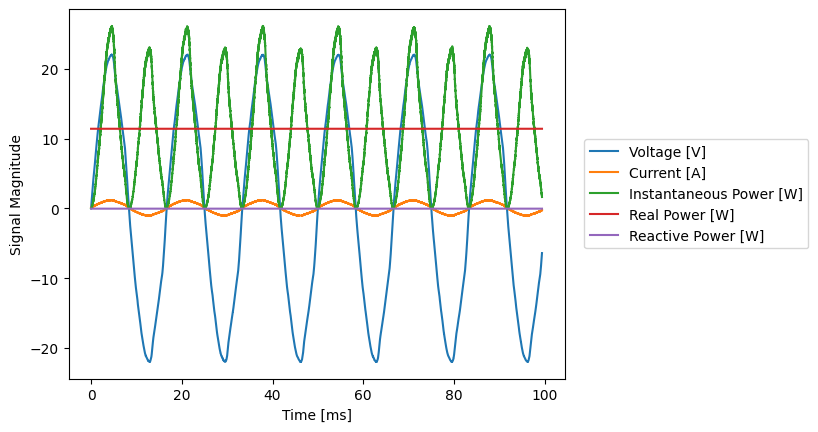 Signal Magnitude
20
10
0
−10
−20
0 20 40 60 80 100
Time [ms]
Voltage [V]
Current [A]
Instantaneous Power [W]
Real Power [W]
Reactive Power [W]